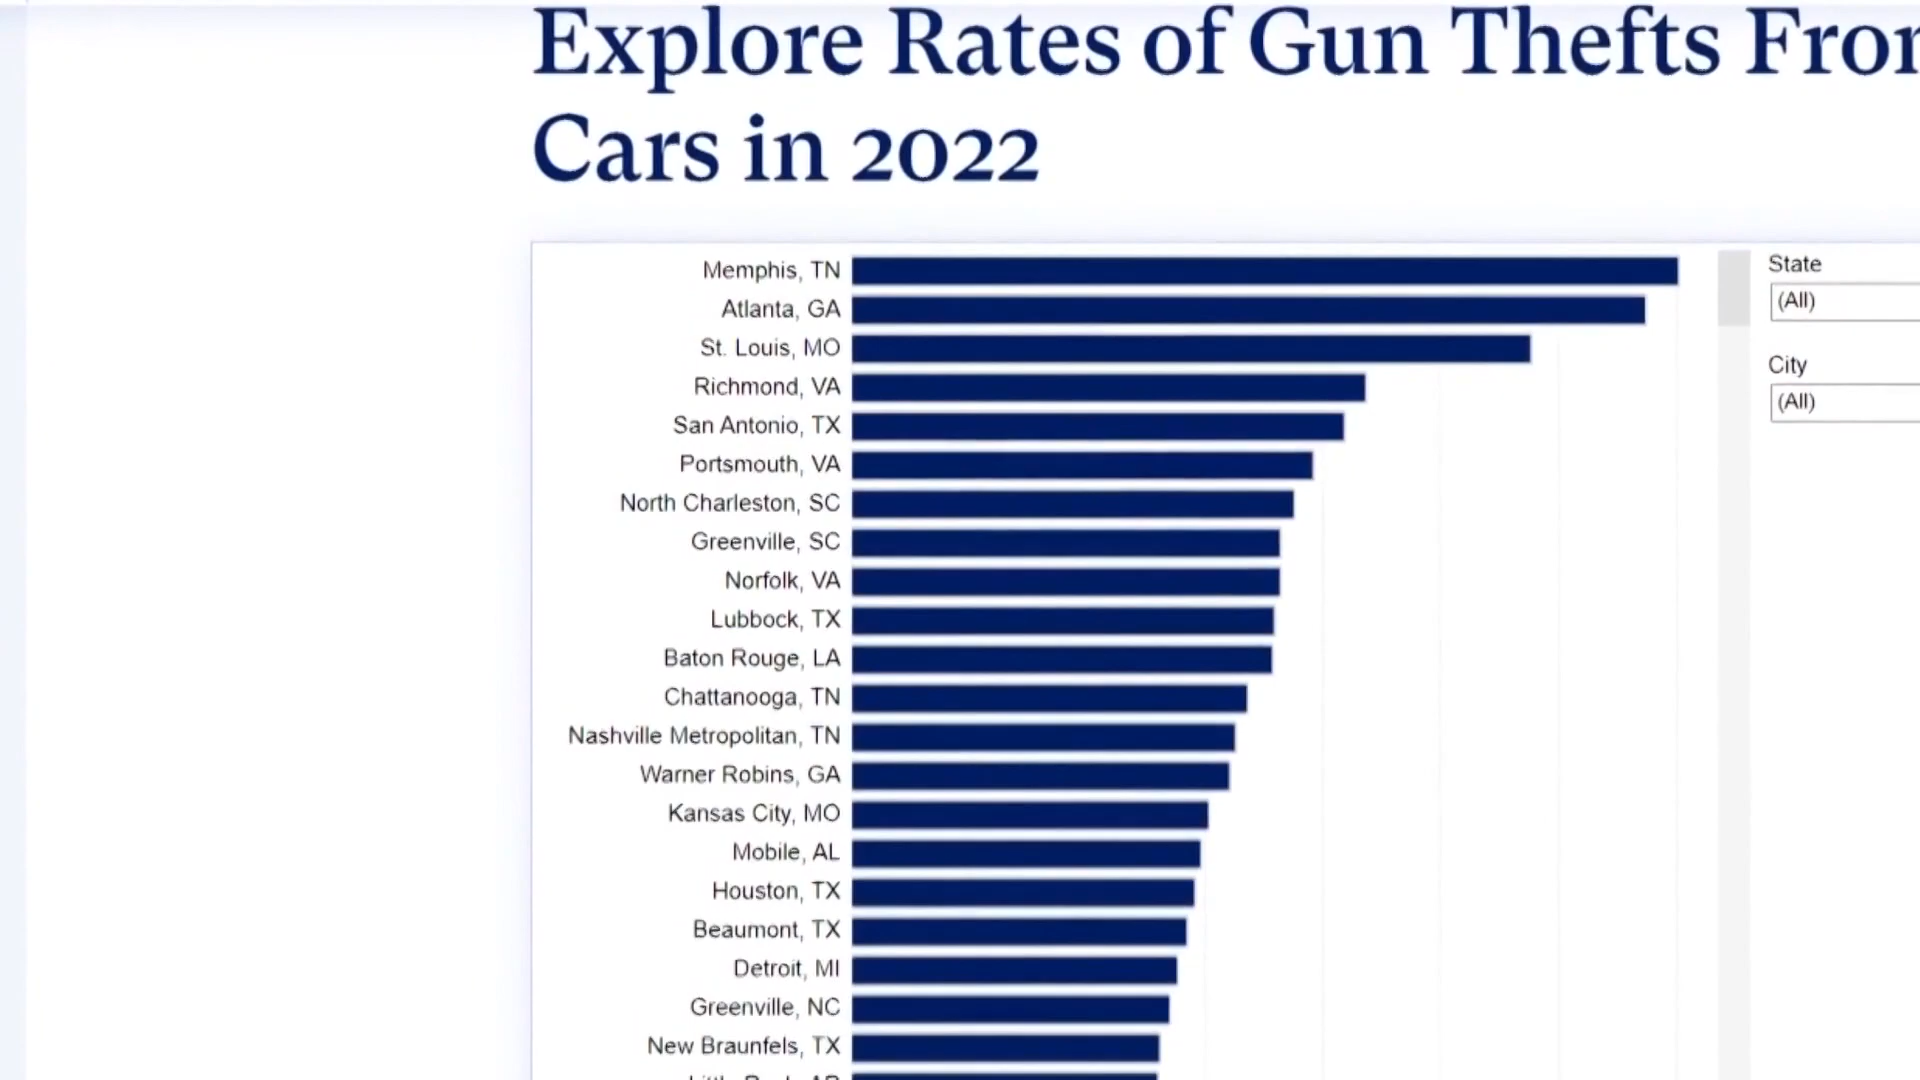 Explore Rates of Gun Thefts
Cars in 2022
Memphis, TN
Atlanta, GA
St. Louis, MO
Richmond, VA
San Antonio, TX
Portsmouth, VA
North Charleston, SC
Greenville, SC
Norfolk, VA
Lubbock, TX
Baton Rouge, LA
Chattanooga, TN
Nashville Metropolitan, TN
Warner Robins, GA
Kansas City, MO
Mobile, AL
Houston, TX
Beaumont, TX
Detroit, MI
Greenville, NC
New Braunfels, TX
State
(All)
City
(All)